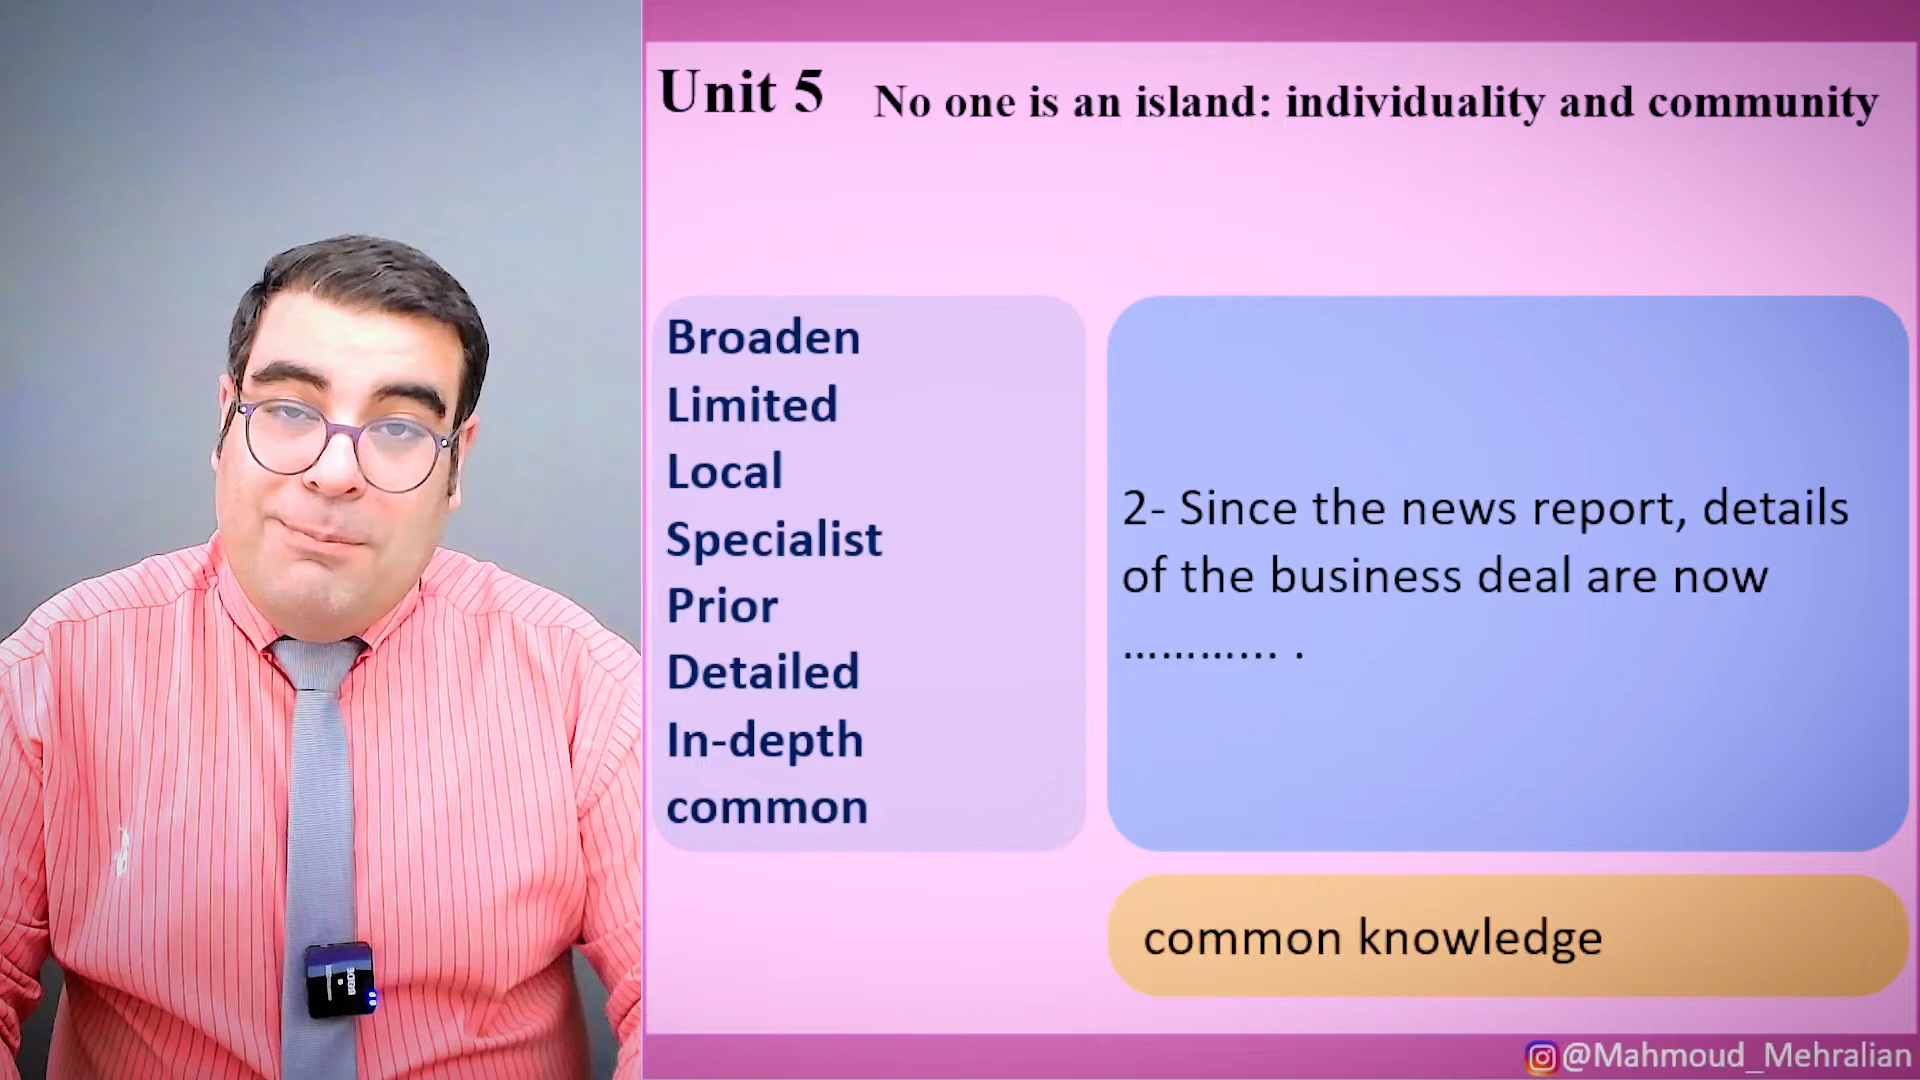 Unit 5
No one is an island: individuality and community
Broaden
Limited
Local
Specialist
Prior
Detailed
In-depth
common
2- Since the news report, details
of the business deal are now
………... .
common knowledge
@Mahmoud_Mehralian